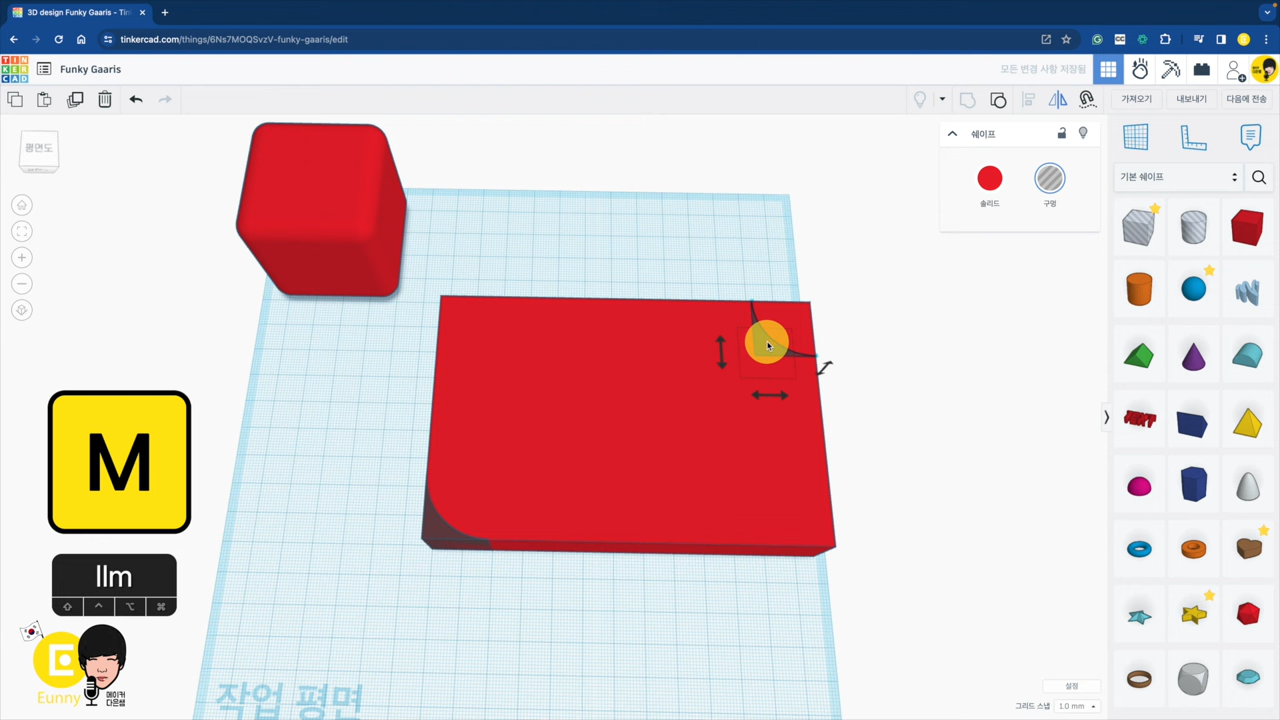 3D design Funky Gaaris - Tin
tinkercad.com/things/6Ns7MOQSvzV-funky-gaaris/edit
TIN
KER
CAD
Funky Gaaris
모든 변경 사항 저장됨
가져오기
내보내기
다음에 전송
평면도
쉐이프
솔리드
구멍
기본 쉐이프
TEXT
M
llm
Eunny
메이커
다은쌤
작업 평면
설정
그리드 스냅
1.0 mm